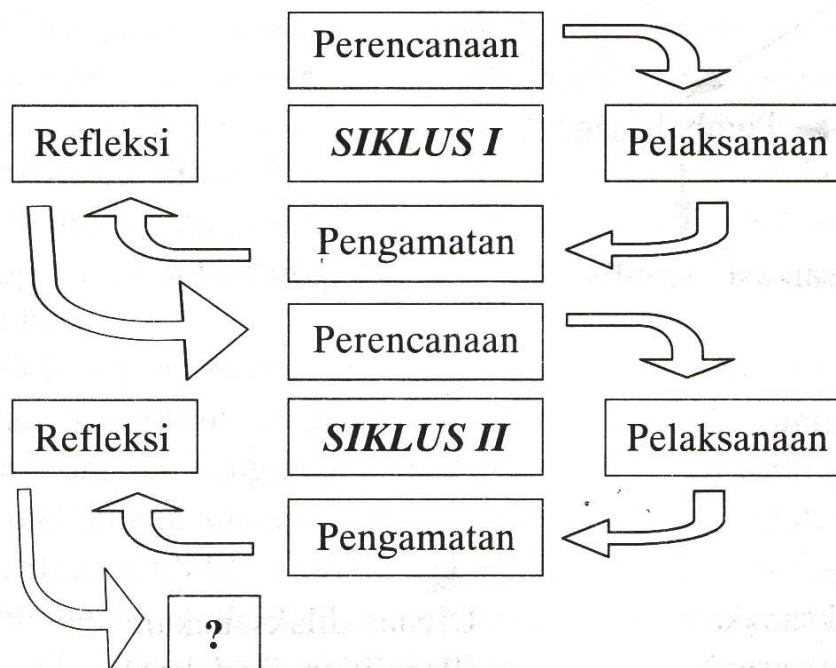 Perencanaan
Refleksi
SIKLUS I
Pelaksanaan
Pengamatan
Perencanaan
Refleksi
SIKLUS II
Pelaksanaan
Pengamatan
?